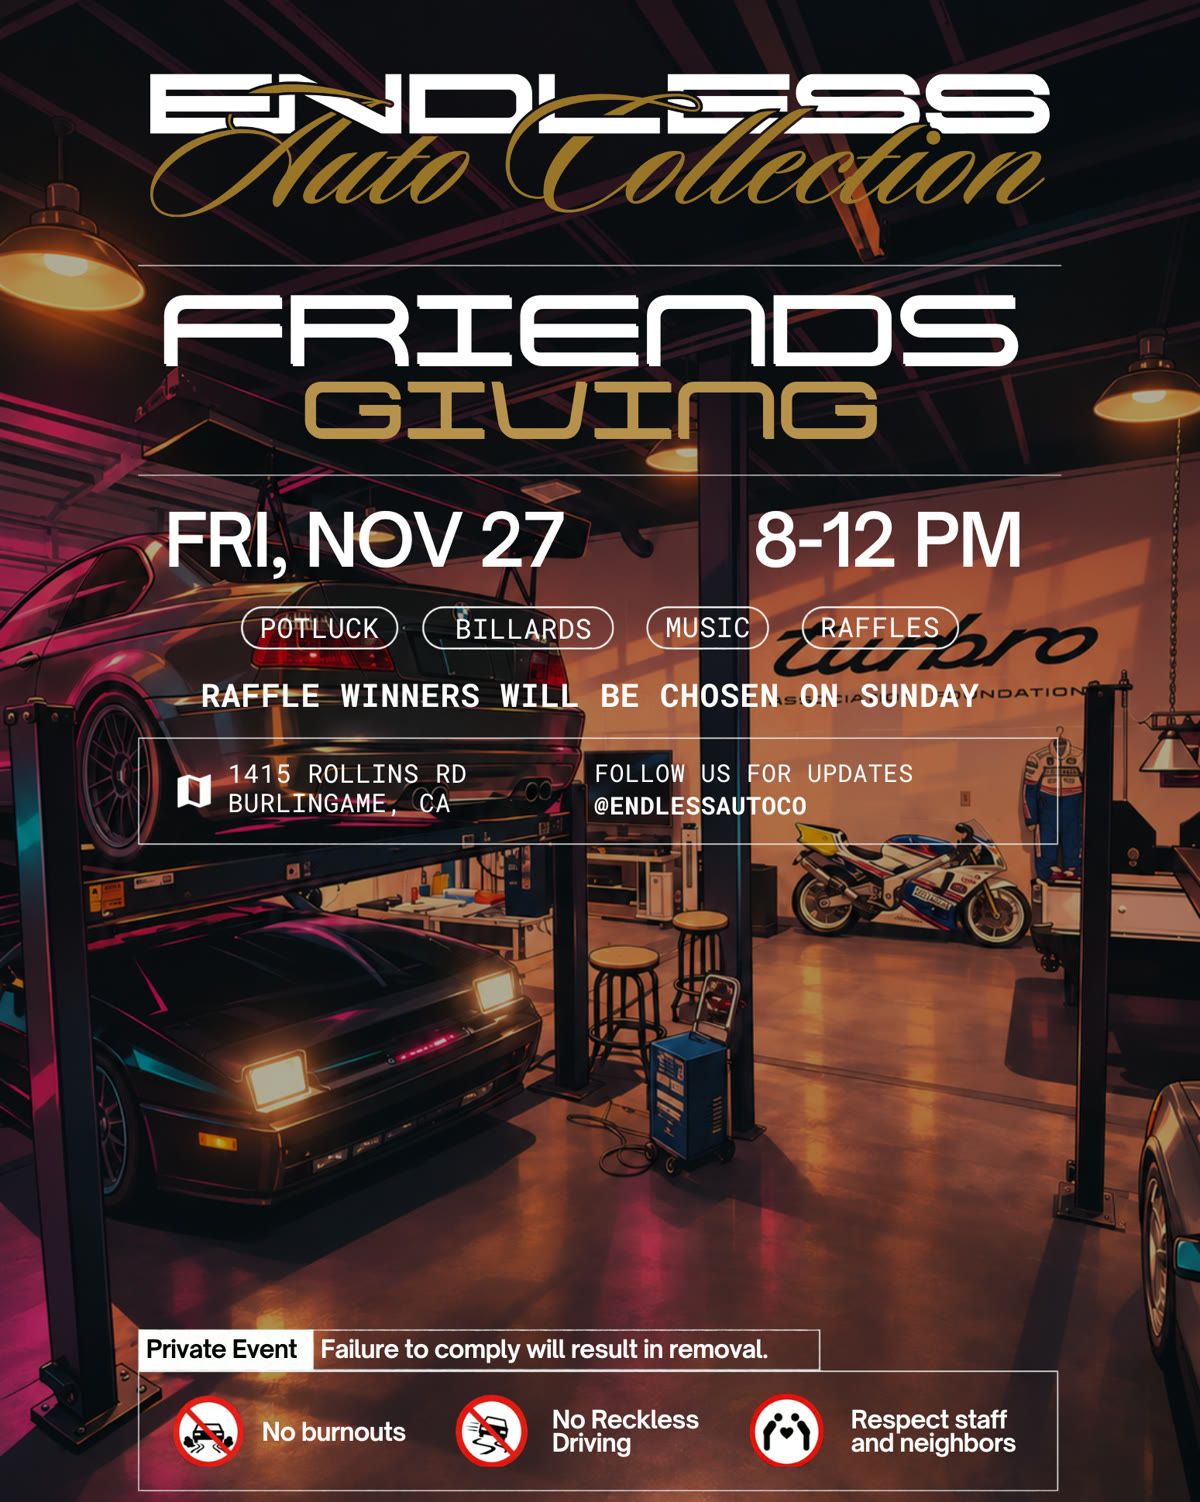 ENDLESS
Auto Collection
FRIENDS
GIVING
FRI, NOV 27
8-12 PM
POTLUCK
BILLARDS
MUSIC
RAFFLES
turbro
FOUNDATION
RAFFLE WINNERS WILL BE CHOSEN ON SUNDAY
1415 ROLLINS RD
BURLINGAME, CA
FOLLOW US FOR UPDATES
@ENDLESSAUTOCO
Private Event
Failure to comply will result in removal.
No burnouts
No Reckless
Driving
Respect staff
and neighbors